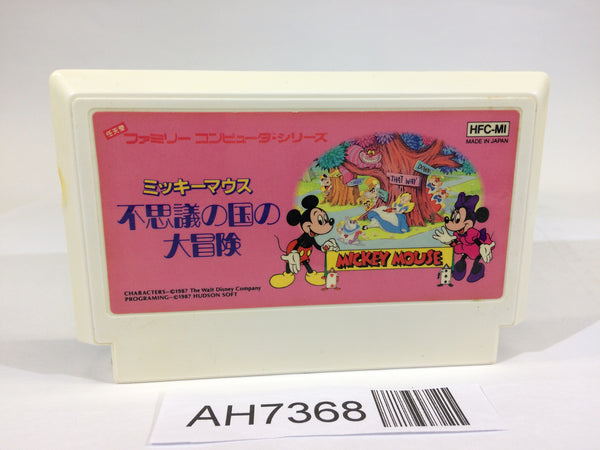 任天堂 ファミリー コンピュータ・シリーズ
HFC-MI
MADE IN JAPAN
ミッキーマウス
不思議の国の
大冒険
DOWN
THAT WAY
MICKEY MOUSE
CHARACTERS—©1987 The Walt Disney Company
PROGRAMING—©1987 HUDSON SOFT
AH7368